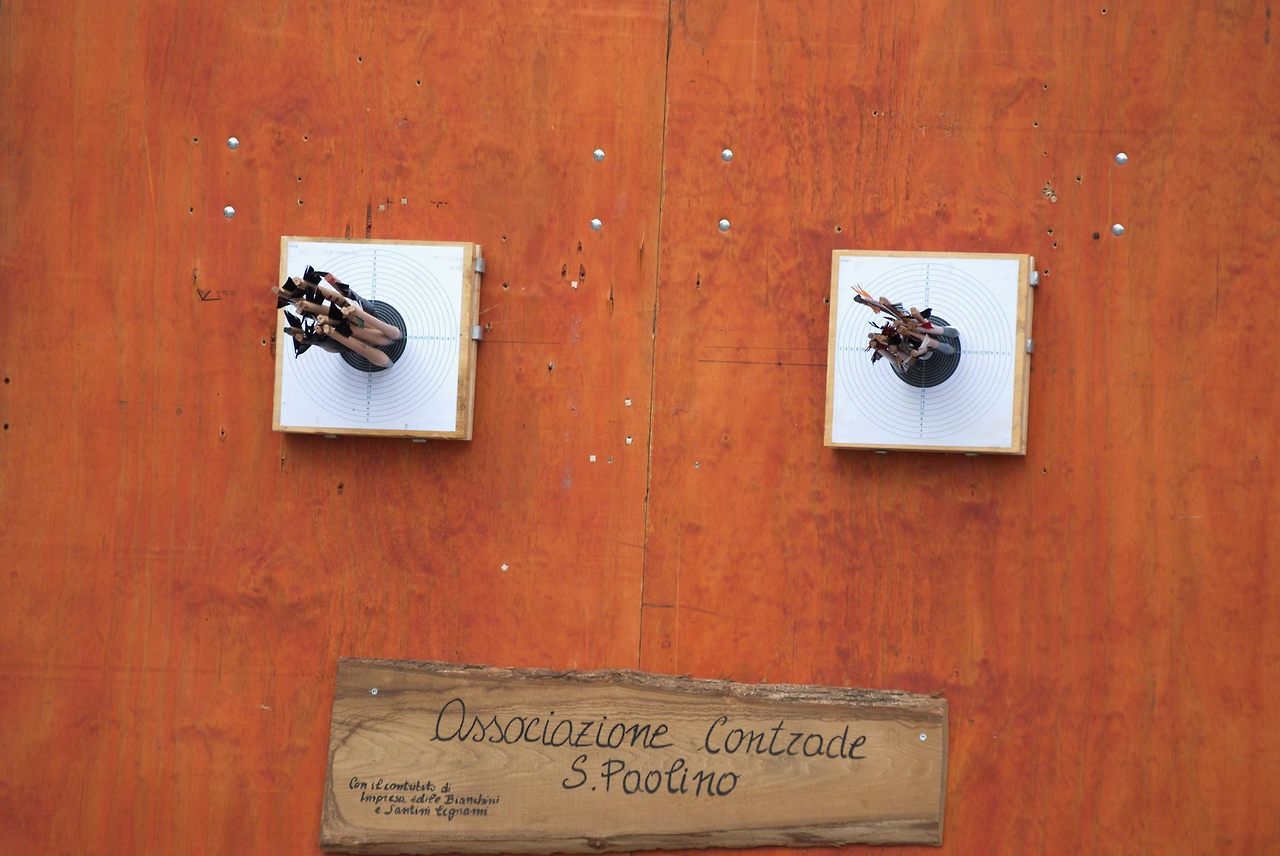 Associazione Contrade
S.Paolino
Con il contributo di
Impresa edile Bianchini
e Santini Legnami